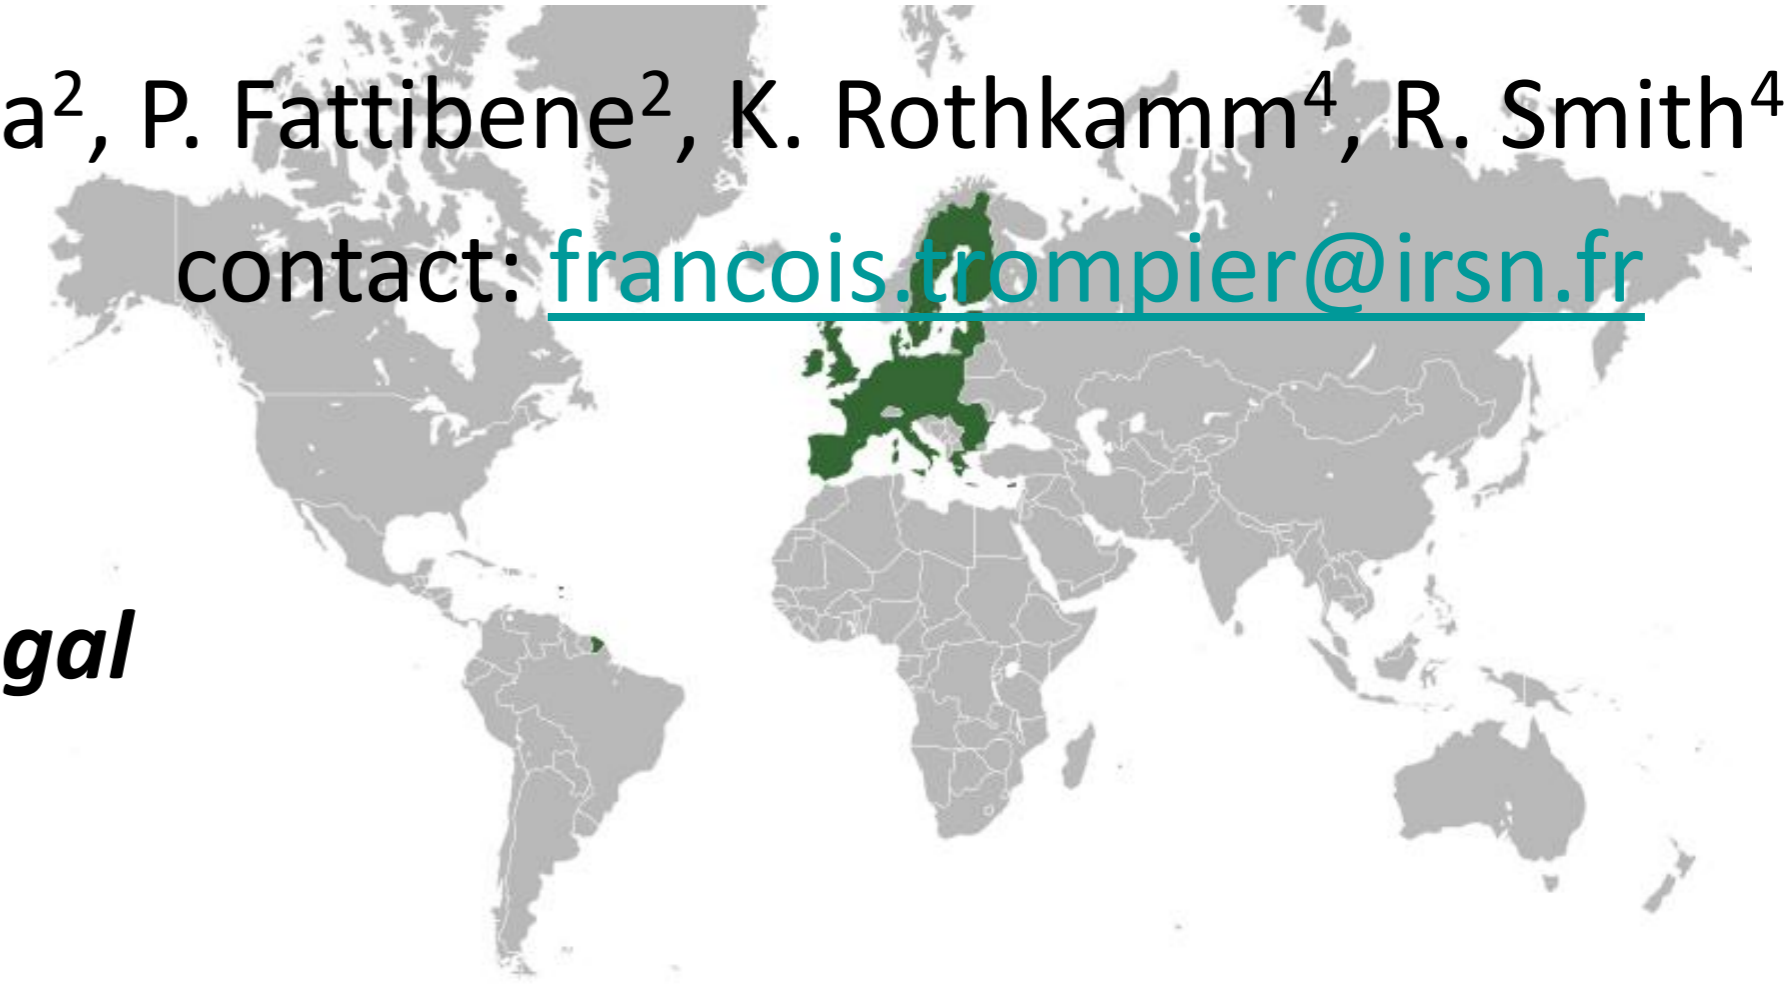 a², P. Fattibene², K. Rothkamm⁴, R. Smith⁴
contact: francois.trompier@irsn.fr
gal